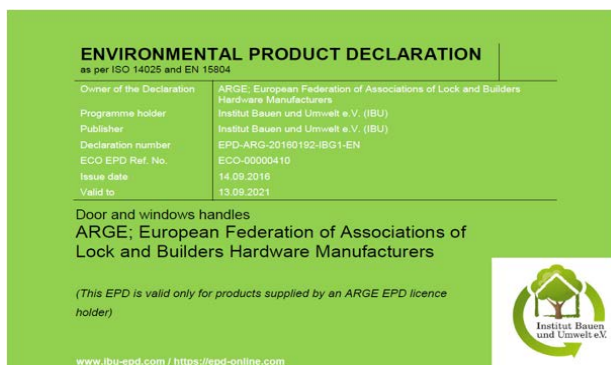 ENVIRONMENTAL PRODUCT DECLARATION
as per ISO 14025 and EN 15804
Owner of the Declaration ARGE; European Federation of Associations of Lock and Builders
Hardware Manufacturers
Programme holder Institut Bauen und Umwelt e.V. (IBU)
Publisher Institut Bauen und Umwelt e.V. (IBU)
Declaration number EPD-ARG-20160192-IBG1-EN
ECO EPD Ref. No. ECO-00000410
Issue date 14.09.2016
Valid to 13.09.2021
Door and windows handles
ARGE; European Federation of Associations of
Lock and Builders Hardware Manufacturers
(This EPD is valid only for products supplied by an ARGE EPD licence
holder)
Institut Bauen
und Umwelt e.V.
www.ibu-epd.com / https://epd-online.com